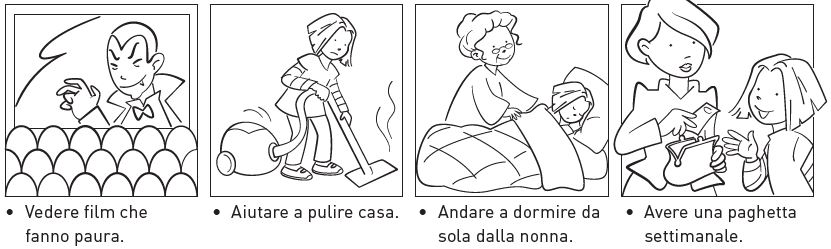 • Vedere film che
fanno paura.
• Aiutare a pulire casa.
• Andare a dormire da
sola dalla nonna.
• Avere una paghetta
settimanale.